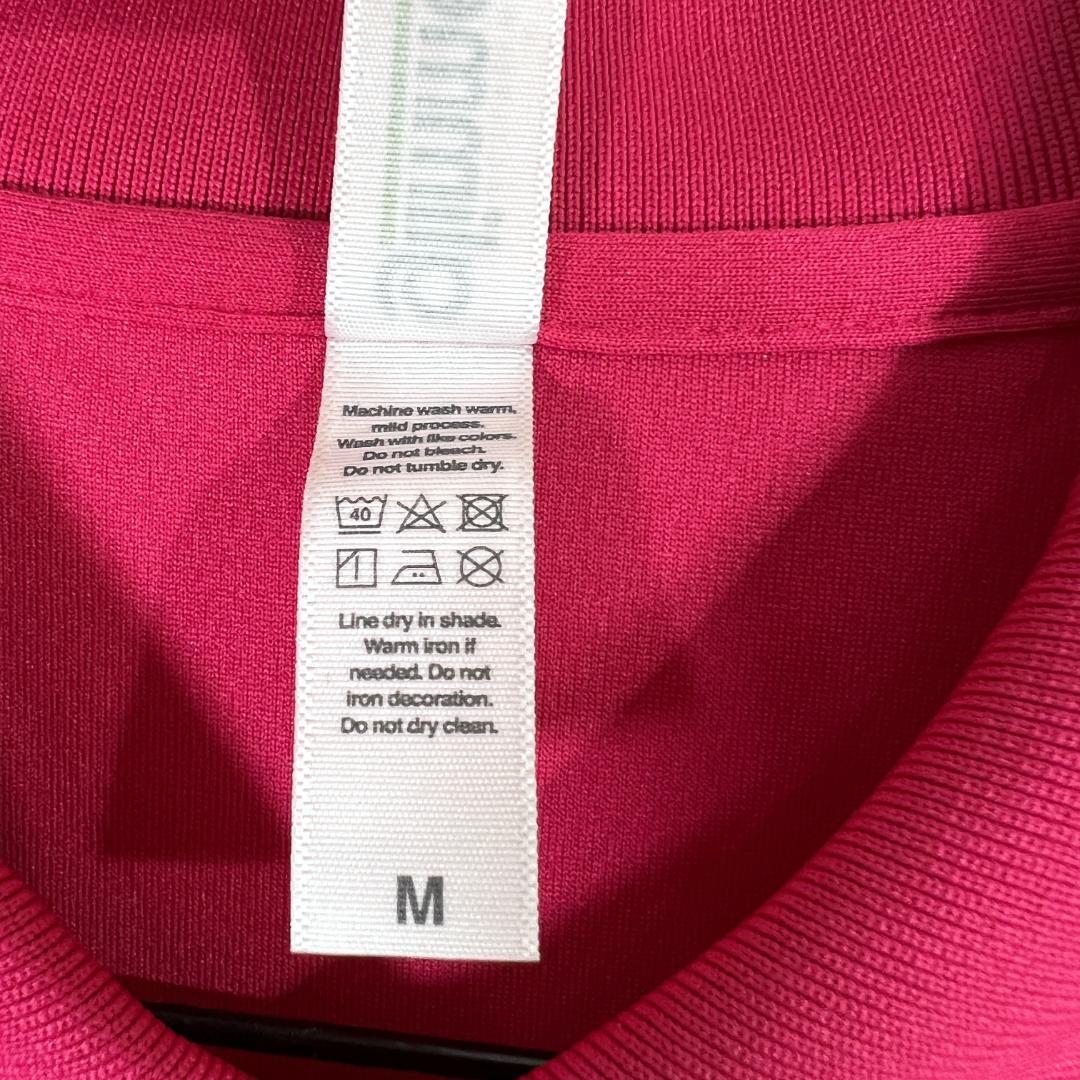 Machine wash warm,
mild process.
Wash with like colors.
Do not bleach.
Do not tumble dry.
40
Line dry in shade.
Warm iron if
needed. Do not
iron decoration.
Do not dry clean.
M